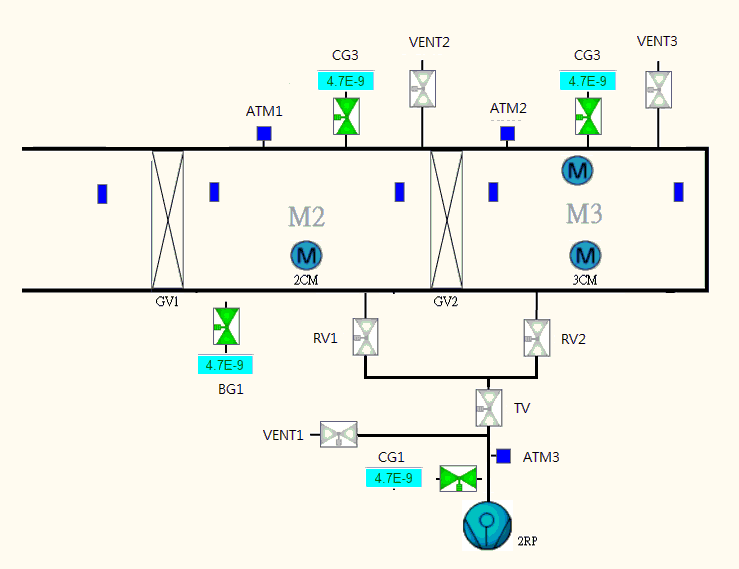 CG3
VENT2
CG3
VENT3
4.7E-9
4.7E-9
ATM1
ATM2
M2
M3
M
M
M
2CM
3CM
GV1
GV2
RV1
RV2
4.7E-9
BG1
TV
VENT1
CG1
ATM3
4.7E-9
2RP